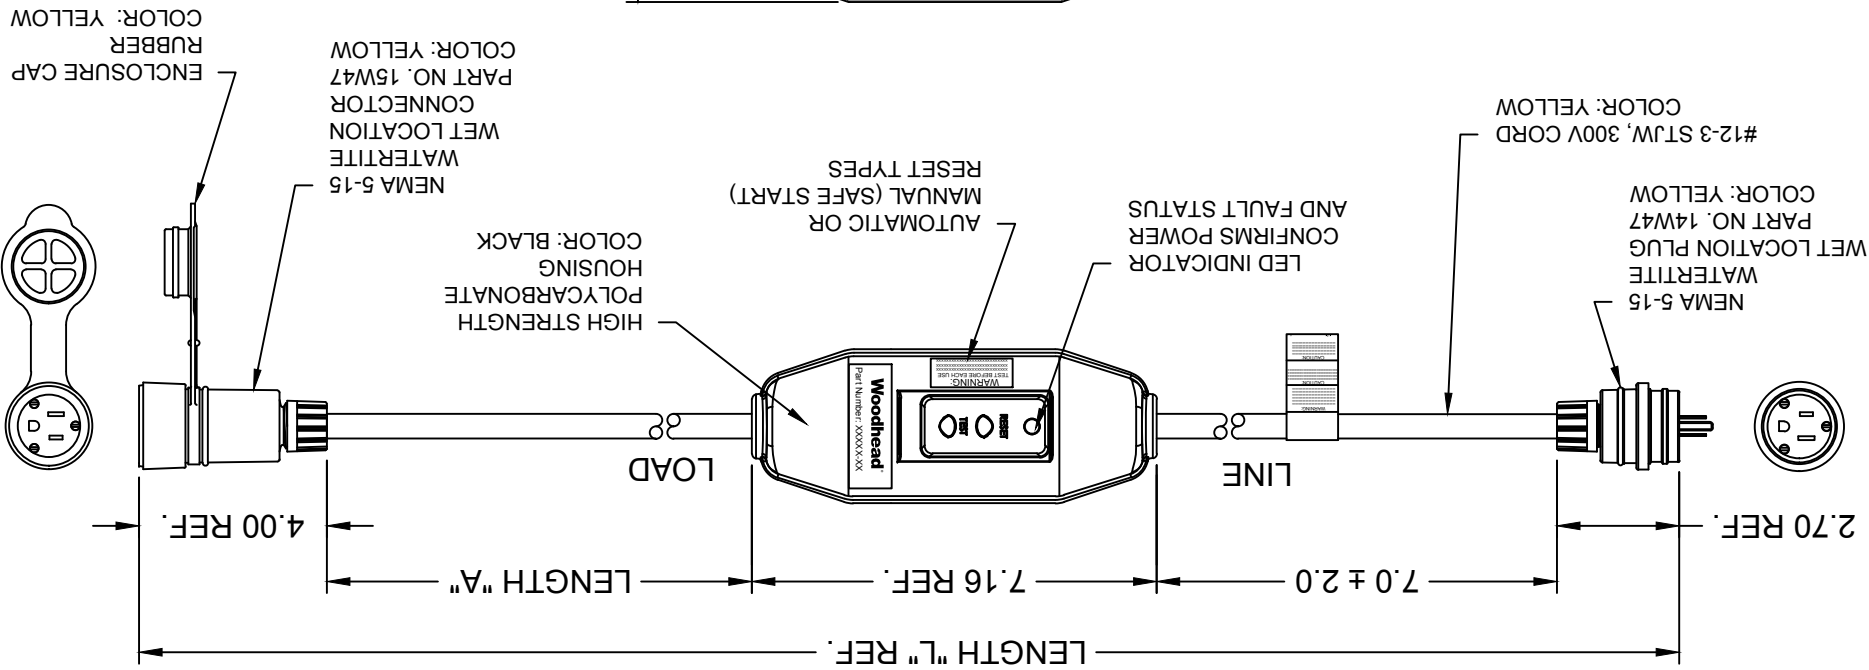 LENGTH "L" REF.
2.70 REF.
7.0 ± 2.0
7.16 REF.
LENGTH "A"
4.00 REF.
LINE
LOAD
NEMA 5-15
WATERTITE
WET LOCATION PLUG
PART NO. 14W47
COLOR: YELLOW
#12-3 STJW, 300V CORD
COLOR: YELLOW
LED INDICATOR
CONFIRMS POWER
AND FAULT STATUS
AUTOMATIC OR
MANUAL (SAFE START)
RESET TYPES
HIGH STRENGTH
POLYCARBONATE
HOUSING
COLOR: BLACK
NEMA 5-15
WATERTITE
WET LOCATION
CONNECTOR
PART NO. 15W47
COLOR: YELLOW
ENCLOSURE CAP
RUBBER
COLOR: YELLOW
WARNING:
CAUTION
CAUTION
RESET
TEST
WARNING:
TEST BEFORE EACH USE
Woodhead
Part Number: XXXXX-XX